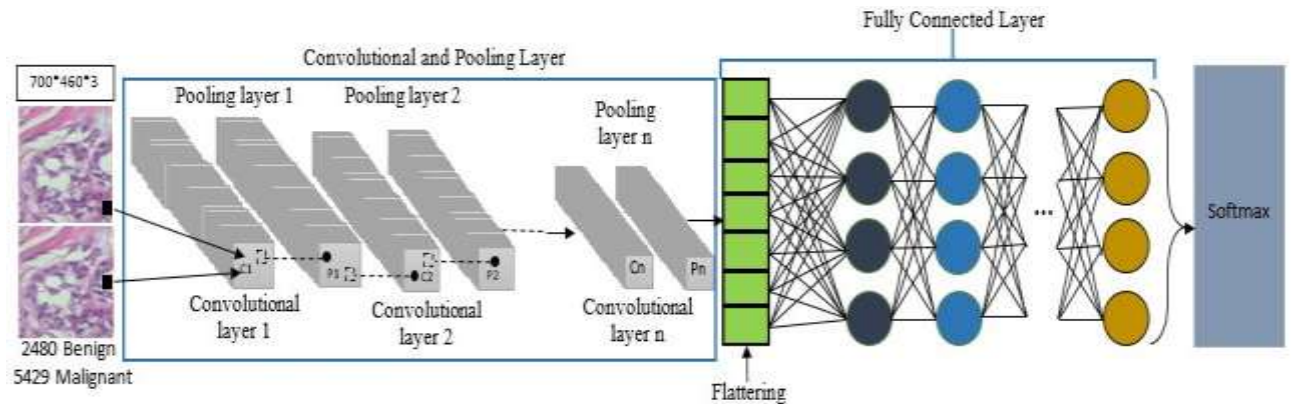 Fully Connected Layer
Convolutional and Pooling Layer
700*460*3
Pooling layer 1
Pooling layer 2
Pooling
layer n
C1
P1
C2
P2
Cn
Pn
...
Softmax
Convolutional
layer 1
Convolutional
layer 2
Convolutional
layer n
2480 Benign
5429 Malignant
Flattering